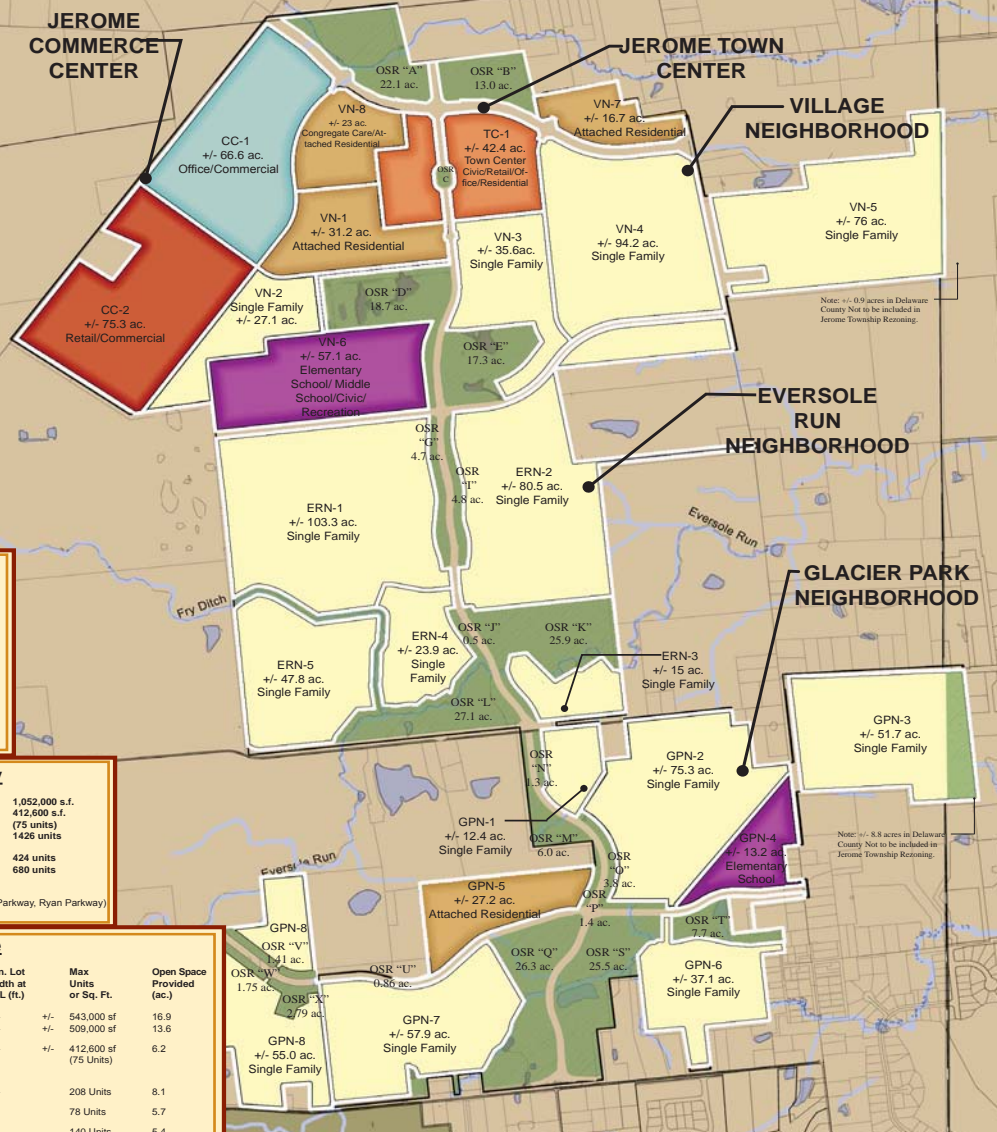 JEROME
COMMERCE
CENTER
JEROME TOWN
CENTER
VILLAGE
NEIGHBORHOOD
OSR "A"
22.1 ac.
OSR "B"
13.0 ac.
VN-8
+/- 23 ac.
Congregate Care/At-
tached Residential
VN-7
+/- 16.7 ac.
Attached Residential
CC-1
+/- 66.6 ac.
Office/Commercial
TC-1
+/- 42.4 ac.
Town Center
Civic/Retail/Of-
fice/Residential
OSR
C
VN-1
+/- 31.2 ac.
Attached Residential
VN-3
+/- 35.6ac.
Single Family
VN-4
+/- 94.2 ac.
Single Family
VN-5
+/- 76 ac.
Single Family
VN-2
Single Family
+/- 27.1 ac.
OSR "D"
18.7 ac.
CC-2
+/- 75.3 ac.
Retail/Commercial
Note: +/- 0.9 acres in Delaware
County Not to be included in
Jerome Township Rezoning.
VN-6
+/- 57.1 ac.
Elementary
School/ Middle
School/Civic/
Recreation
OSR "E"
17.3 ac.
EVERSOLE
RUN
NEIGHBORHOOD
OSR
"G"
4.7 ac.
OSR
"I"
4.8 ac.
ERN-2
+/- 80.5 ac.
Single Family
ERN-1
+/- 103.3 ac.
Single Family
Eversole Run
GLACIER PARK
NEIGHBORHOOD
Fry Ditch
OSR "J"
0.5 ac.
OSR "K"
25.9 ac.
ERN-4
+/- 23.9 ac.
Single
Family
ERN-3
+/- 15 ac.
Single Family
ERN-5
+/- 47.8 ac.
Single Family
OSR "L"
27.1 ac.
GPN-3
+/- 51.7 ac.
Single Family
OSR
"N"
1.3 ac.
GPN-2
+/- 75.3 ac.
Single Family
GPN-1
+/- 12.4 ac.
Single Family
OSR "M"
6.0 ac.
GPN-4
+/- 13.2 ac.
Elementary
School
Note: +/- 8.8 acres in Delaware
County Not to be included in
Jerome Township Rezoning.
1,052,000 s.f.
412,600 s.f.
(75 units)
1426 units
424 units
680 units
Parkway, Ryan Parkway)
Eversole Run
OSR
"O"
3.8 ac.
GPN-5
+/- 27.2 ac.
Attached Residential
OSR
"P"
1.4 ac.
OSR "T"
7.7 ac.
GPN-8
OSR "V"
1.41 ac.
OSR "W"
1.75 ac.
OSR "X"
2.79 ac.
OSR "U"
0.86 ac.
OSR "Q"
26.3 ac.
OSR "S"
25.5 ac.
GPN-6
+/- 37.1 ac.
Single Family
GPN-7
+/- 57.9 ac.
Single Family
GPN-8
+/- 55.0 ac.
Single Family
n. Lot Max Open Space
dth at Units Provided
L (ft.) or Sq. Ft. (ac.)
+/- 543,000 sf 16.9
+/- 509,000 sf 13.6
+/- 412,600 sf 6.2
(75 Units)
208 Units 8.1
78 Units 5.7
140 Units 5.4